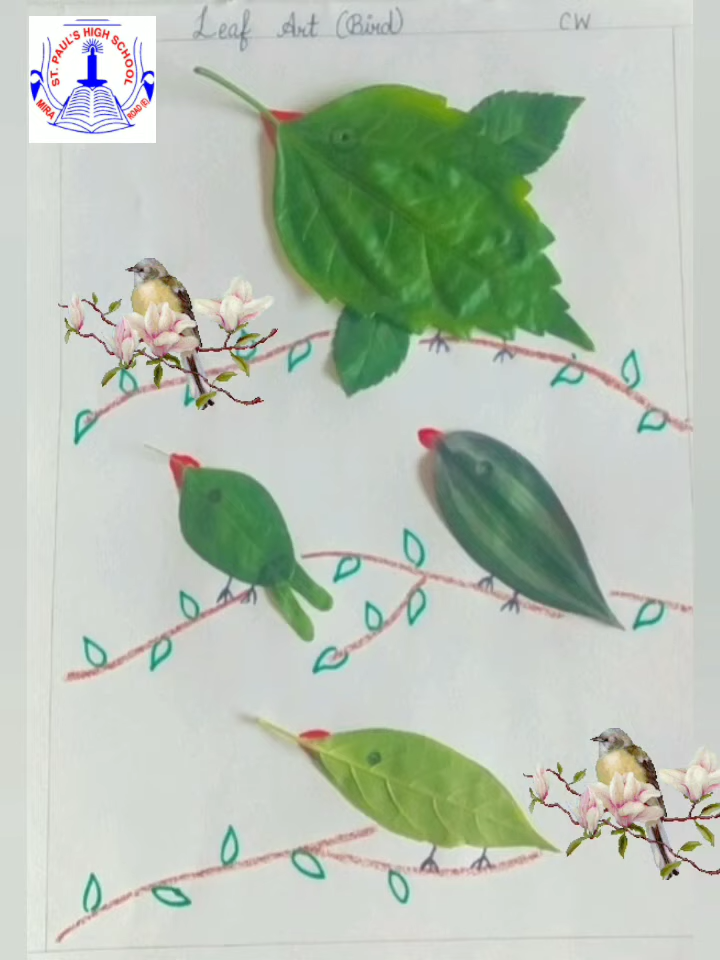 Leaf Art (Bird)
CW
ST. PAUL'S HIGH SCHOOL
MIRA ROAD (E)